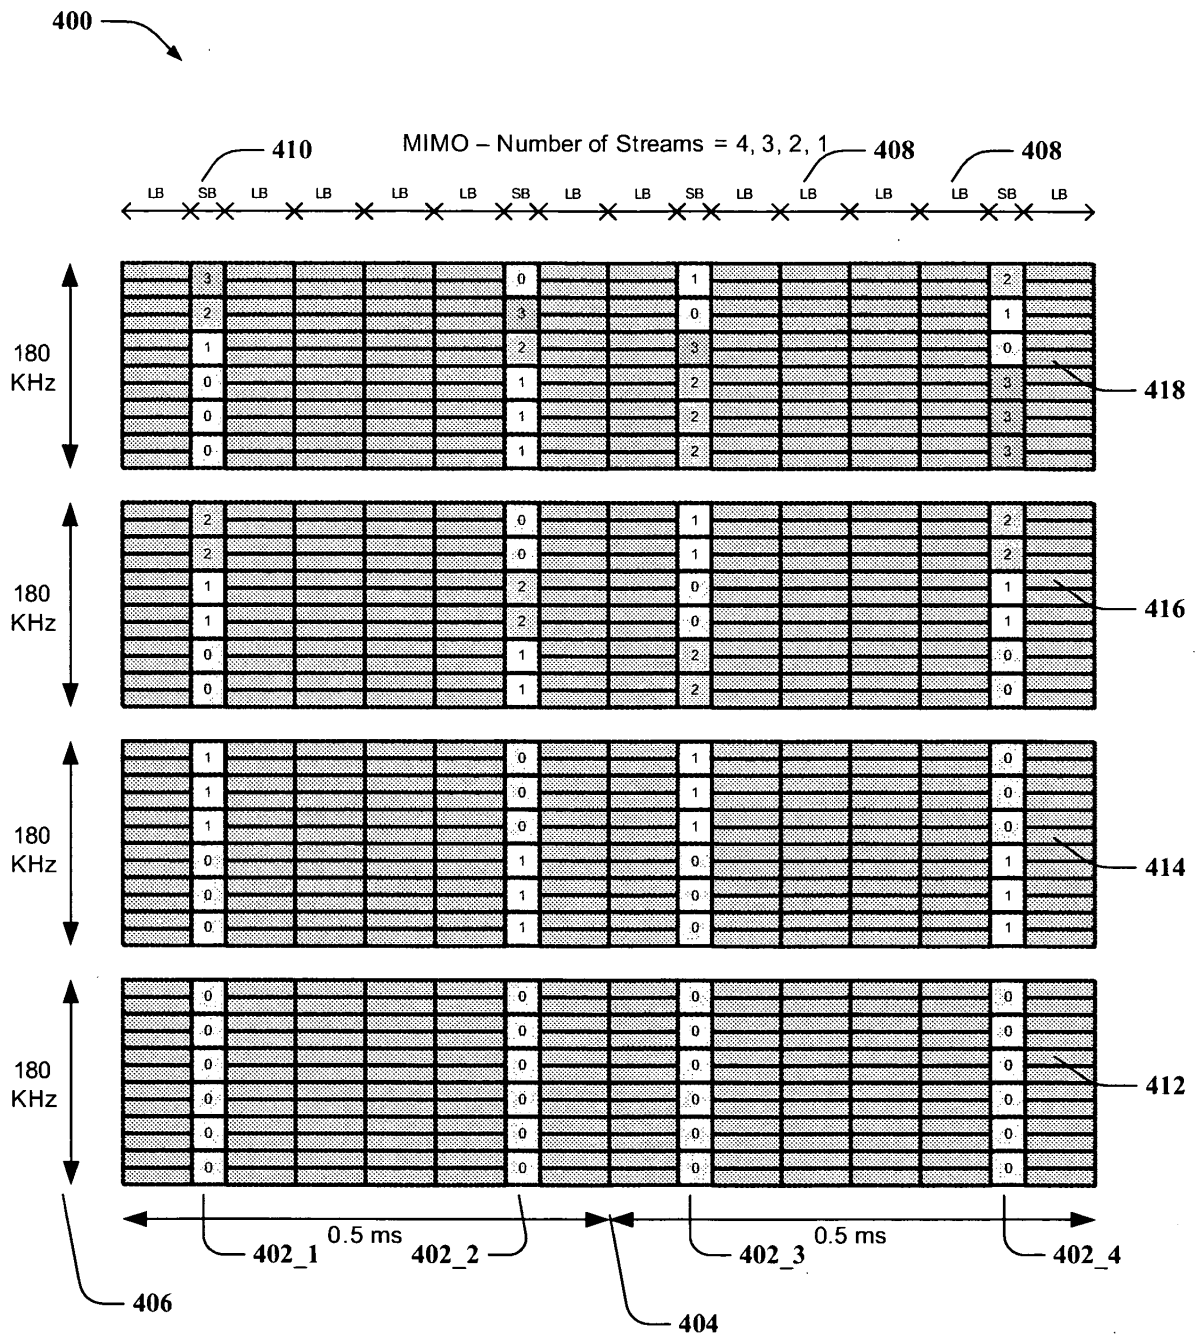 400
MIMO – Number of Streams = 4, 3, 2, 1
410
408
408
LB SB LB LB LB LB SB LB LB SB LB LB LB LB SB LB
3 0 1 2
2 3 0 1
180 KHz
1 2 3 0
0 1 2 3
418
0 1 2 3
0 1 2 3
2 0 1 2
2 0 1 2
180 KHz
1 2 0 1
416
1 2 0 1
0 1 2 0
0 1 2 0
1 0 1 0
1 0 1 0
180 KHz
1 0 1 0
0 1 0 1
414
0 1 0 1
0 1 0 1
0 0 0 0
0 0 0 0
180 KHz
0 0 0 0
412
0 0 0 0
0 0 0 0
0 0 0 0
0.5 ms 0.5 ms
402_1 402_2 402_3 402_4
406
404